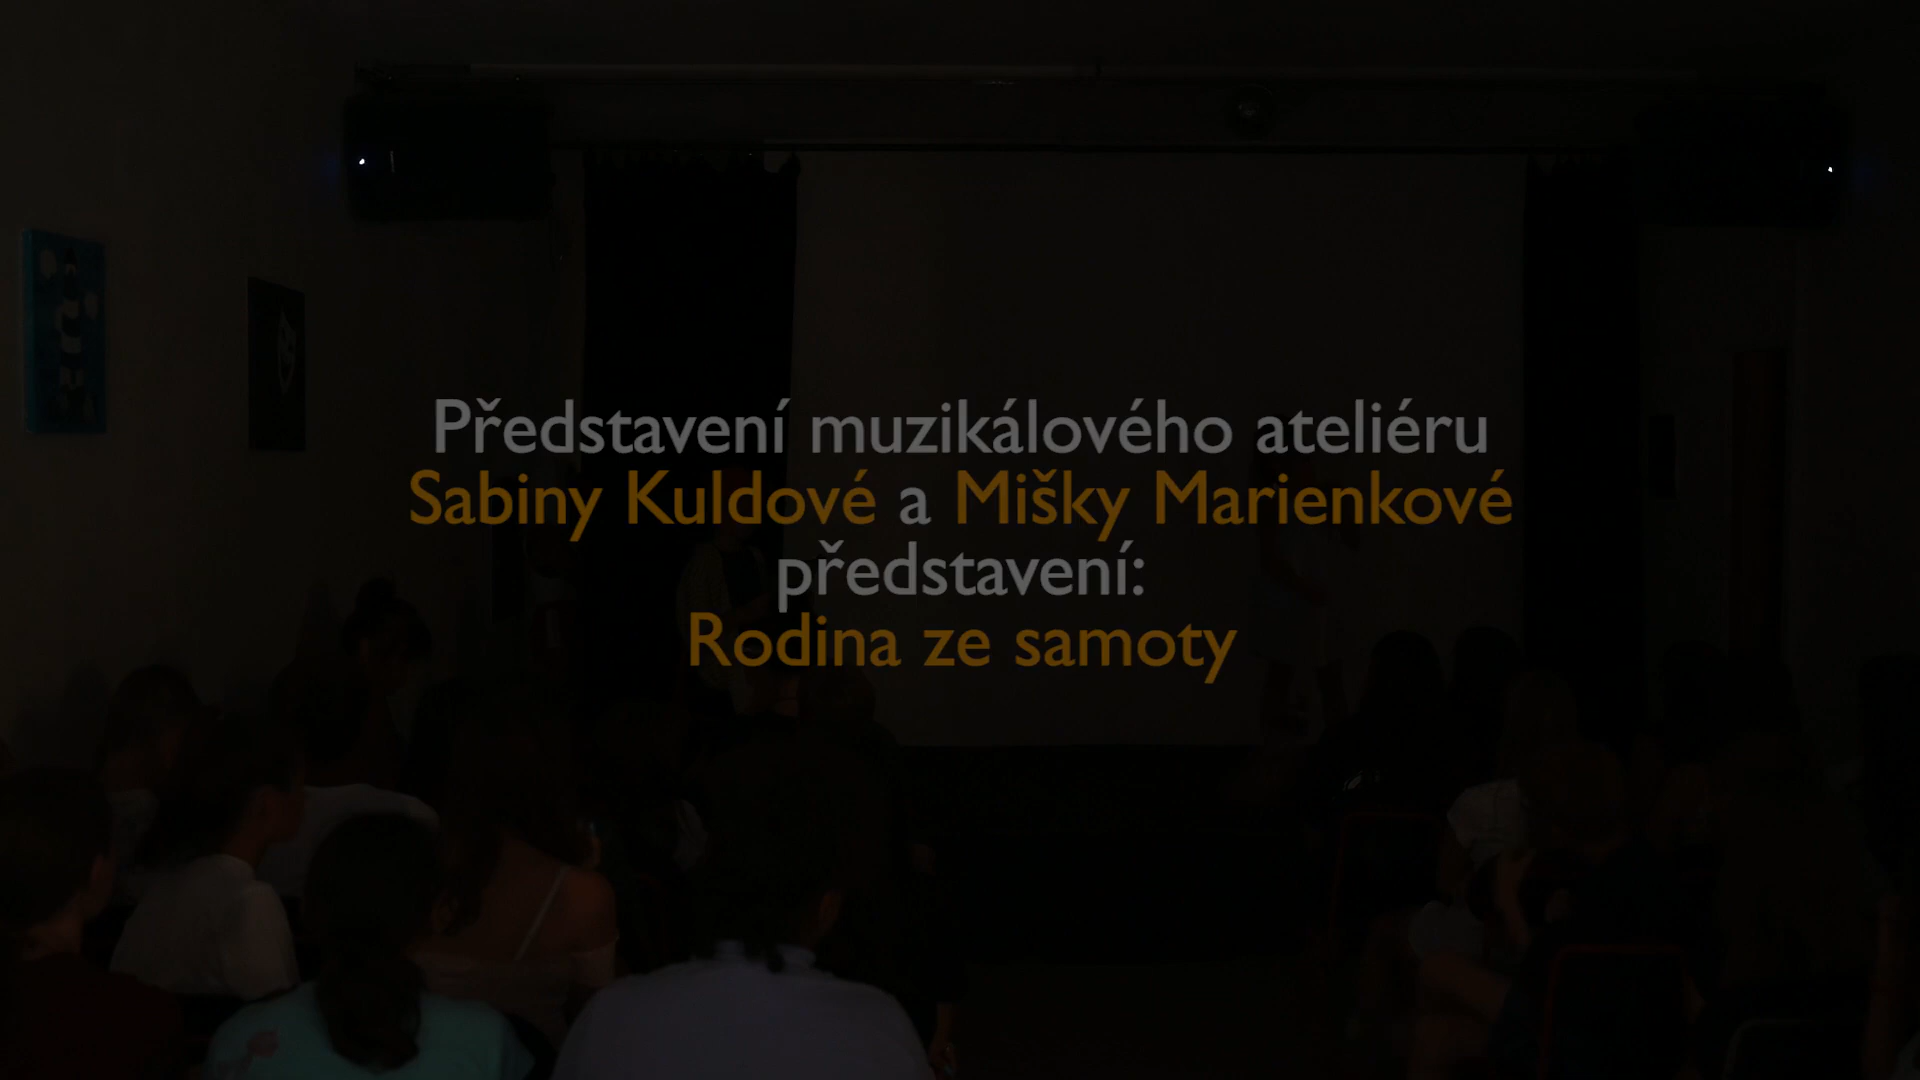 Představení muzikálového ateliéru
Sabiny Kuldové a Mišky Marienkové
představení:
Rodina ze samoty